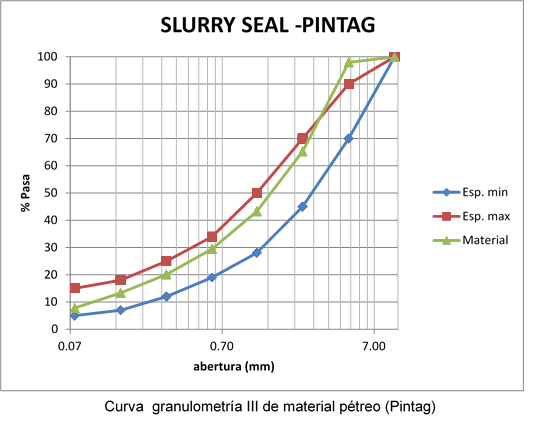 SLURRY SEAL -PINTAG
100
90
80
70
60
50
40
30
20
10
0
% Pasa
0.07 0.70 7.00
abertura (mm)
Esp. min
Esp. max
Material
Curva granulometría III de material pétreo (Pintag)